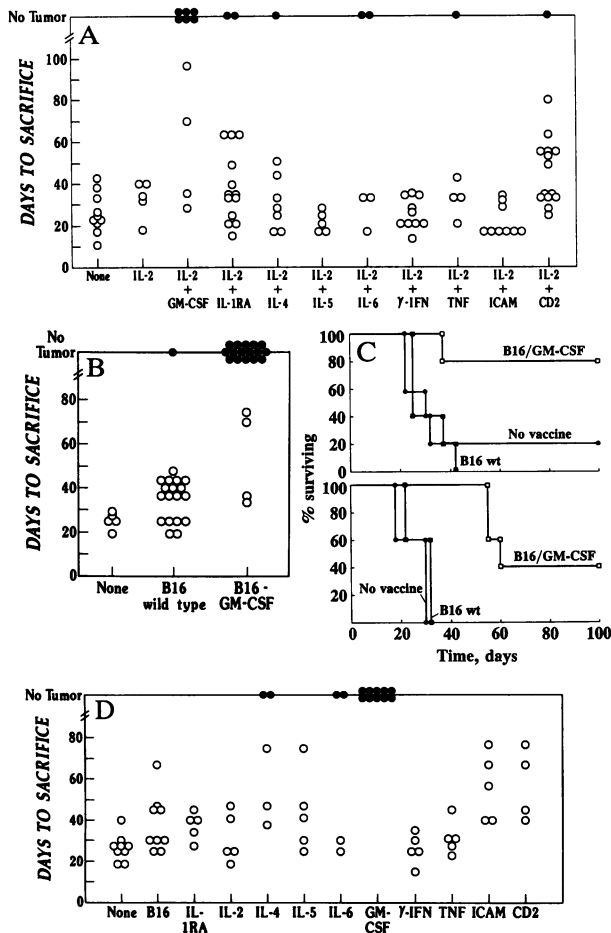 No Tumor
A
DAYS TO SACRIFICE
100
80
60
40
20
0
None IL-2 IL-2 IL-2 IL-2 IL-2 IL-2 IL-2 IL-2 IL-2 IL-2
+ + + + + + + + +
GM-CSF IL-1RA IL-4 IL-5 IL-6 γ-IFN TNF ICAM CD2
No
Tumor
B
DAYS TO SACRIFICE
80
60
40
20
0
None B16 B16 -
wild type GM-CSF
C
% surviving
100
80
60
40
20
0
B16/GM-CSF
No vaccine
B16 wt
100
80
60
40
20
0
B16/GM-CSF
No vaccine
B16 wt
20 40 60 80 100
Time, days
No Tumor
D
DAYS TO SACRIFICE
80
60
40
20
0
None B16 IL- IL-2 IL-4 IL-5 IL-6 GM- γ-IFN TNF ICAM CD2
1RA CSF